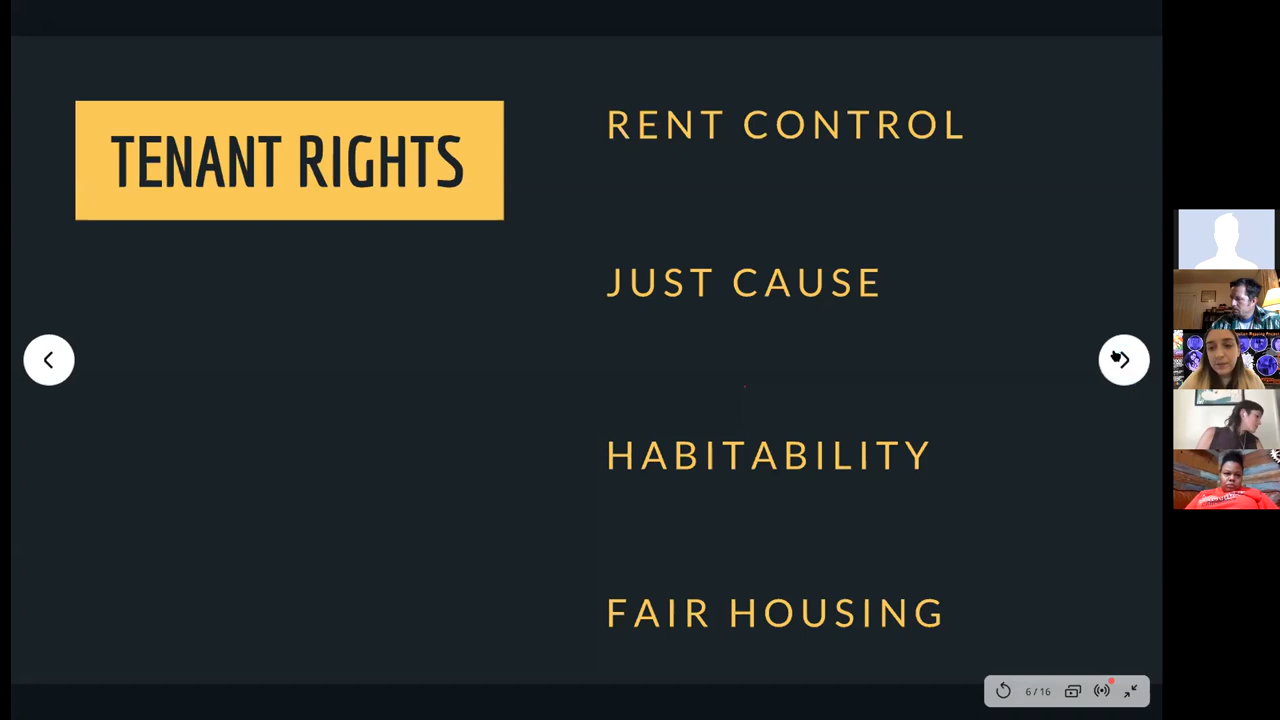 TENANT RIGHTS
RENT CONTROL
JUST CAUSE
HABITABILITY
FAIR HOUSING
6 / 16